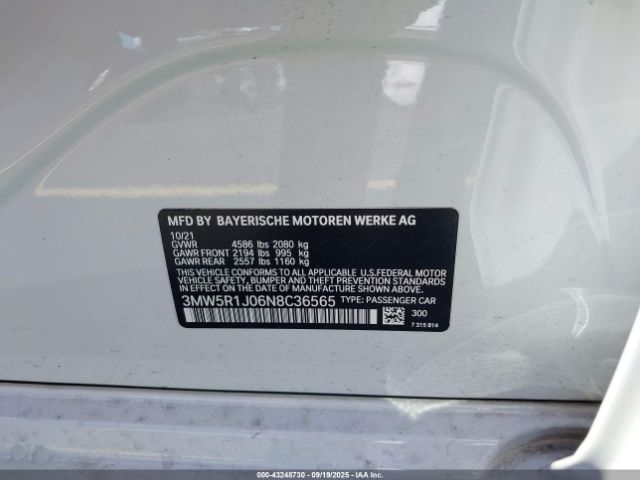 MFD BY BAYERISCHE MOTOREN WERKE AG
10/21
GVWR 4586 lbs 2080 kg
GAWR FRONT 2194 lbs 995 kg
GAWR REAR 2557 lbs 1160 kg
THIS VEHICLE CONFORMS TO ALL APPLICABLE U.S.FEDERAL MOTOR
VEHICLE SAFETY, BUMPER, AND THEFT PREVENTION STANDARDS
IN EFFECT ON THE DATE OF MANUFACTURE SHOWN ABOVE.
3MW5R1J06N8C36565 TYPE: PASSENGER CAR
300
7 315 814
00-43248730 - 09/19/2025 - COPYRIGHT IAA, LLC